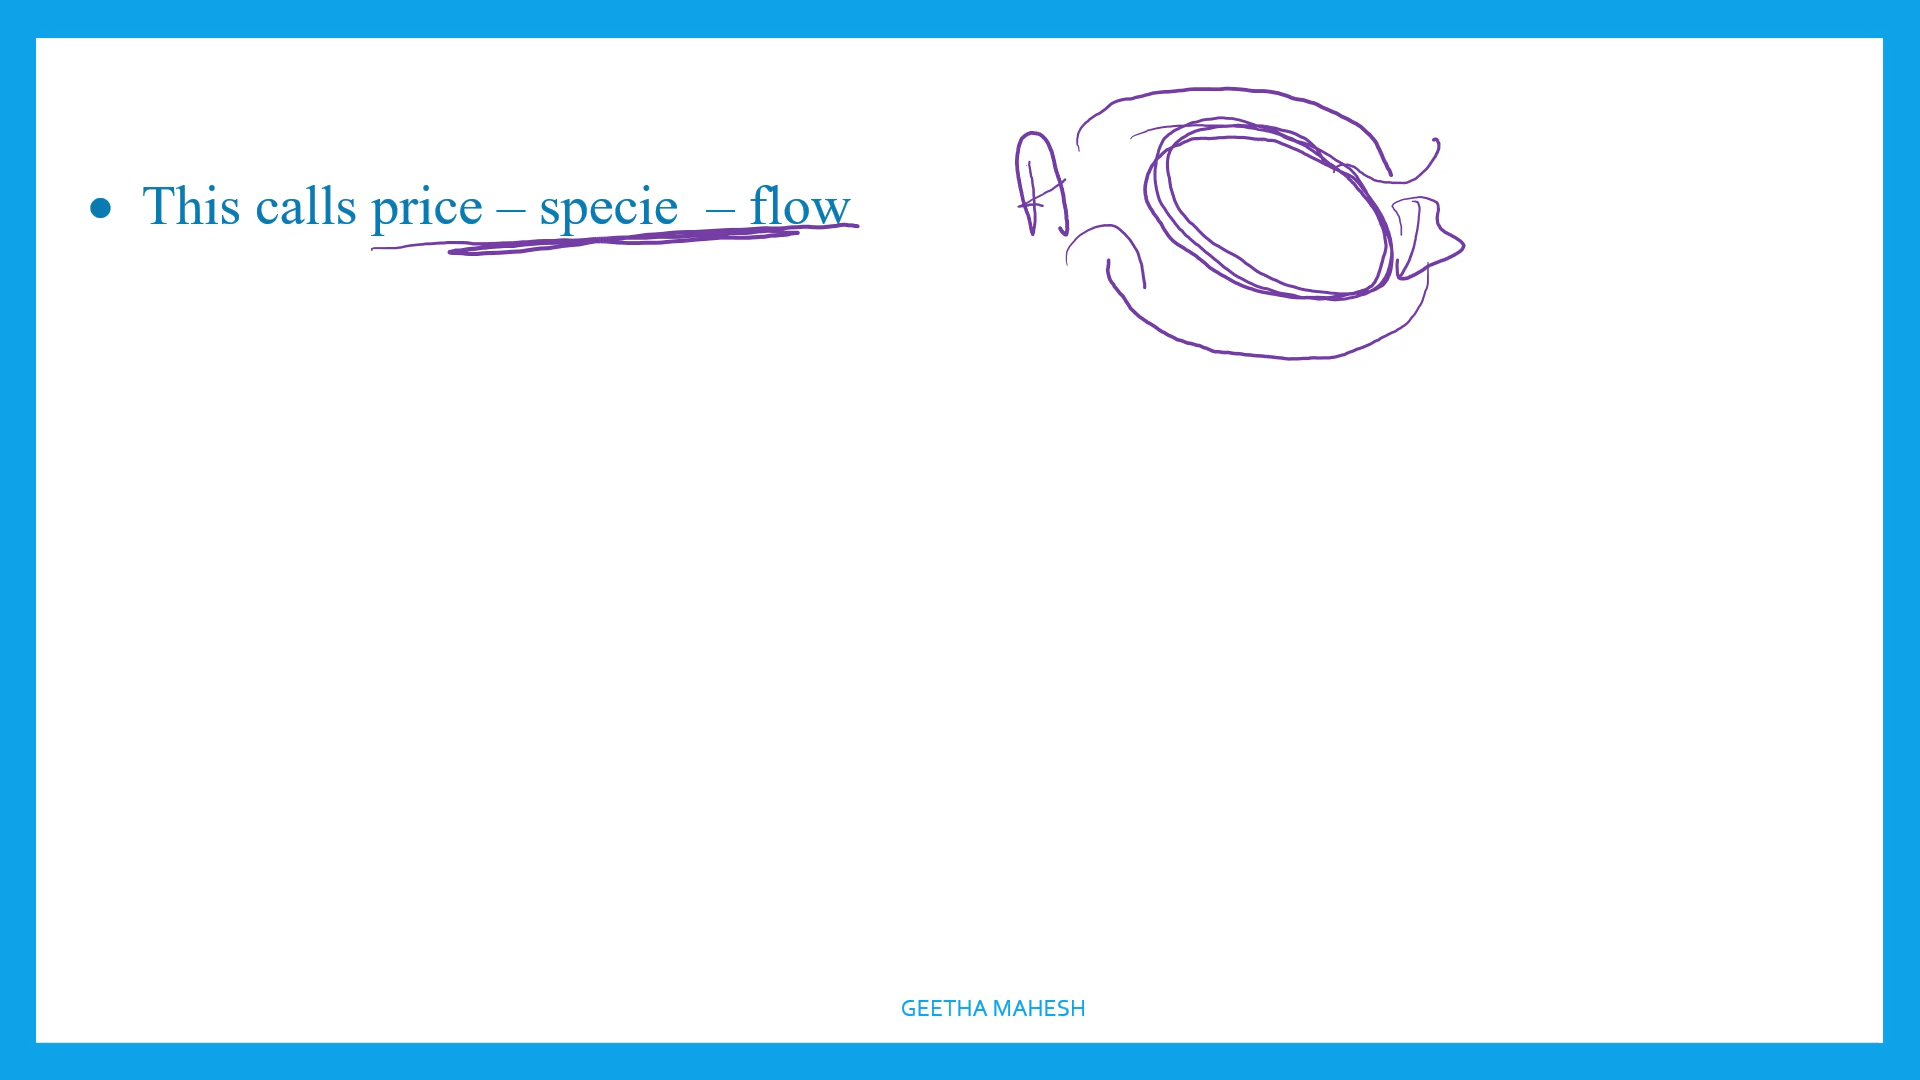 • This calls price – specie – flow
A
B
GEETHA MAHESH